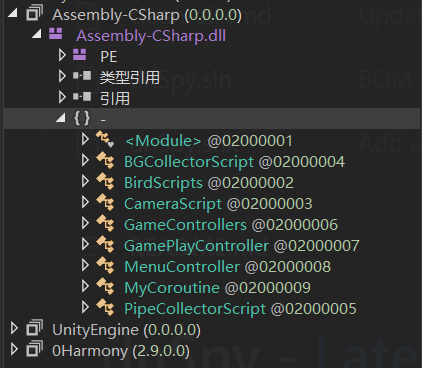 Assembly-CSharp (0.0.0.0)
Assembly-CSharp.dll
PE
类型引用
引用
{ } -
<Module> @02000001
BGCollectorScript @02000004
BirdScripts @02000002
CameraScript @02000003
GameControllers @02000006
GamePlayController @02000007
MenuController @02000008
MyCoroutine @02000009
PipeCollectorScript @02000005
UnityEngine (0.0.0.0)
0Harmony (2.9.0.0)